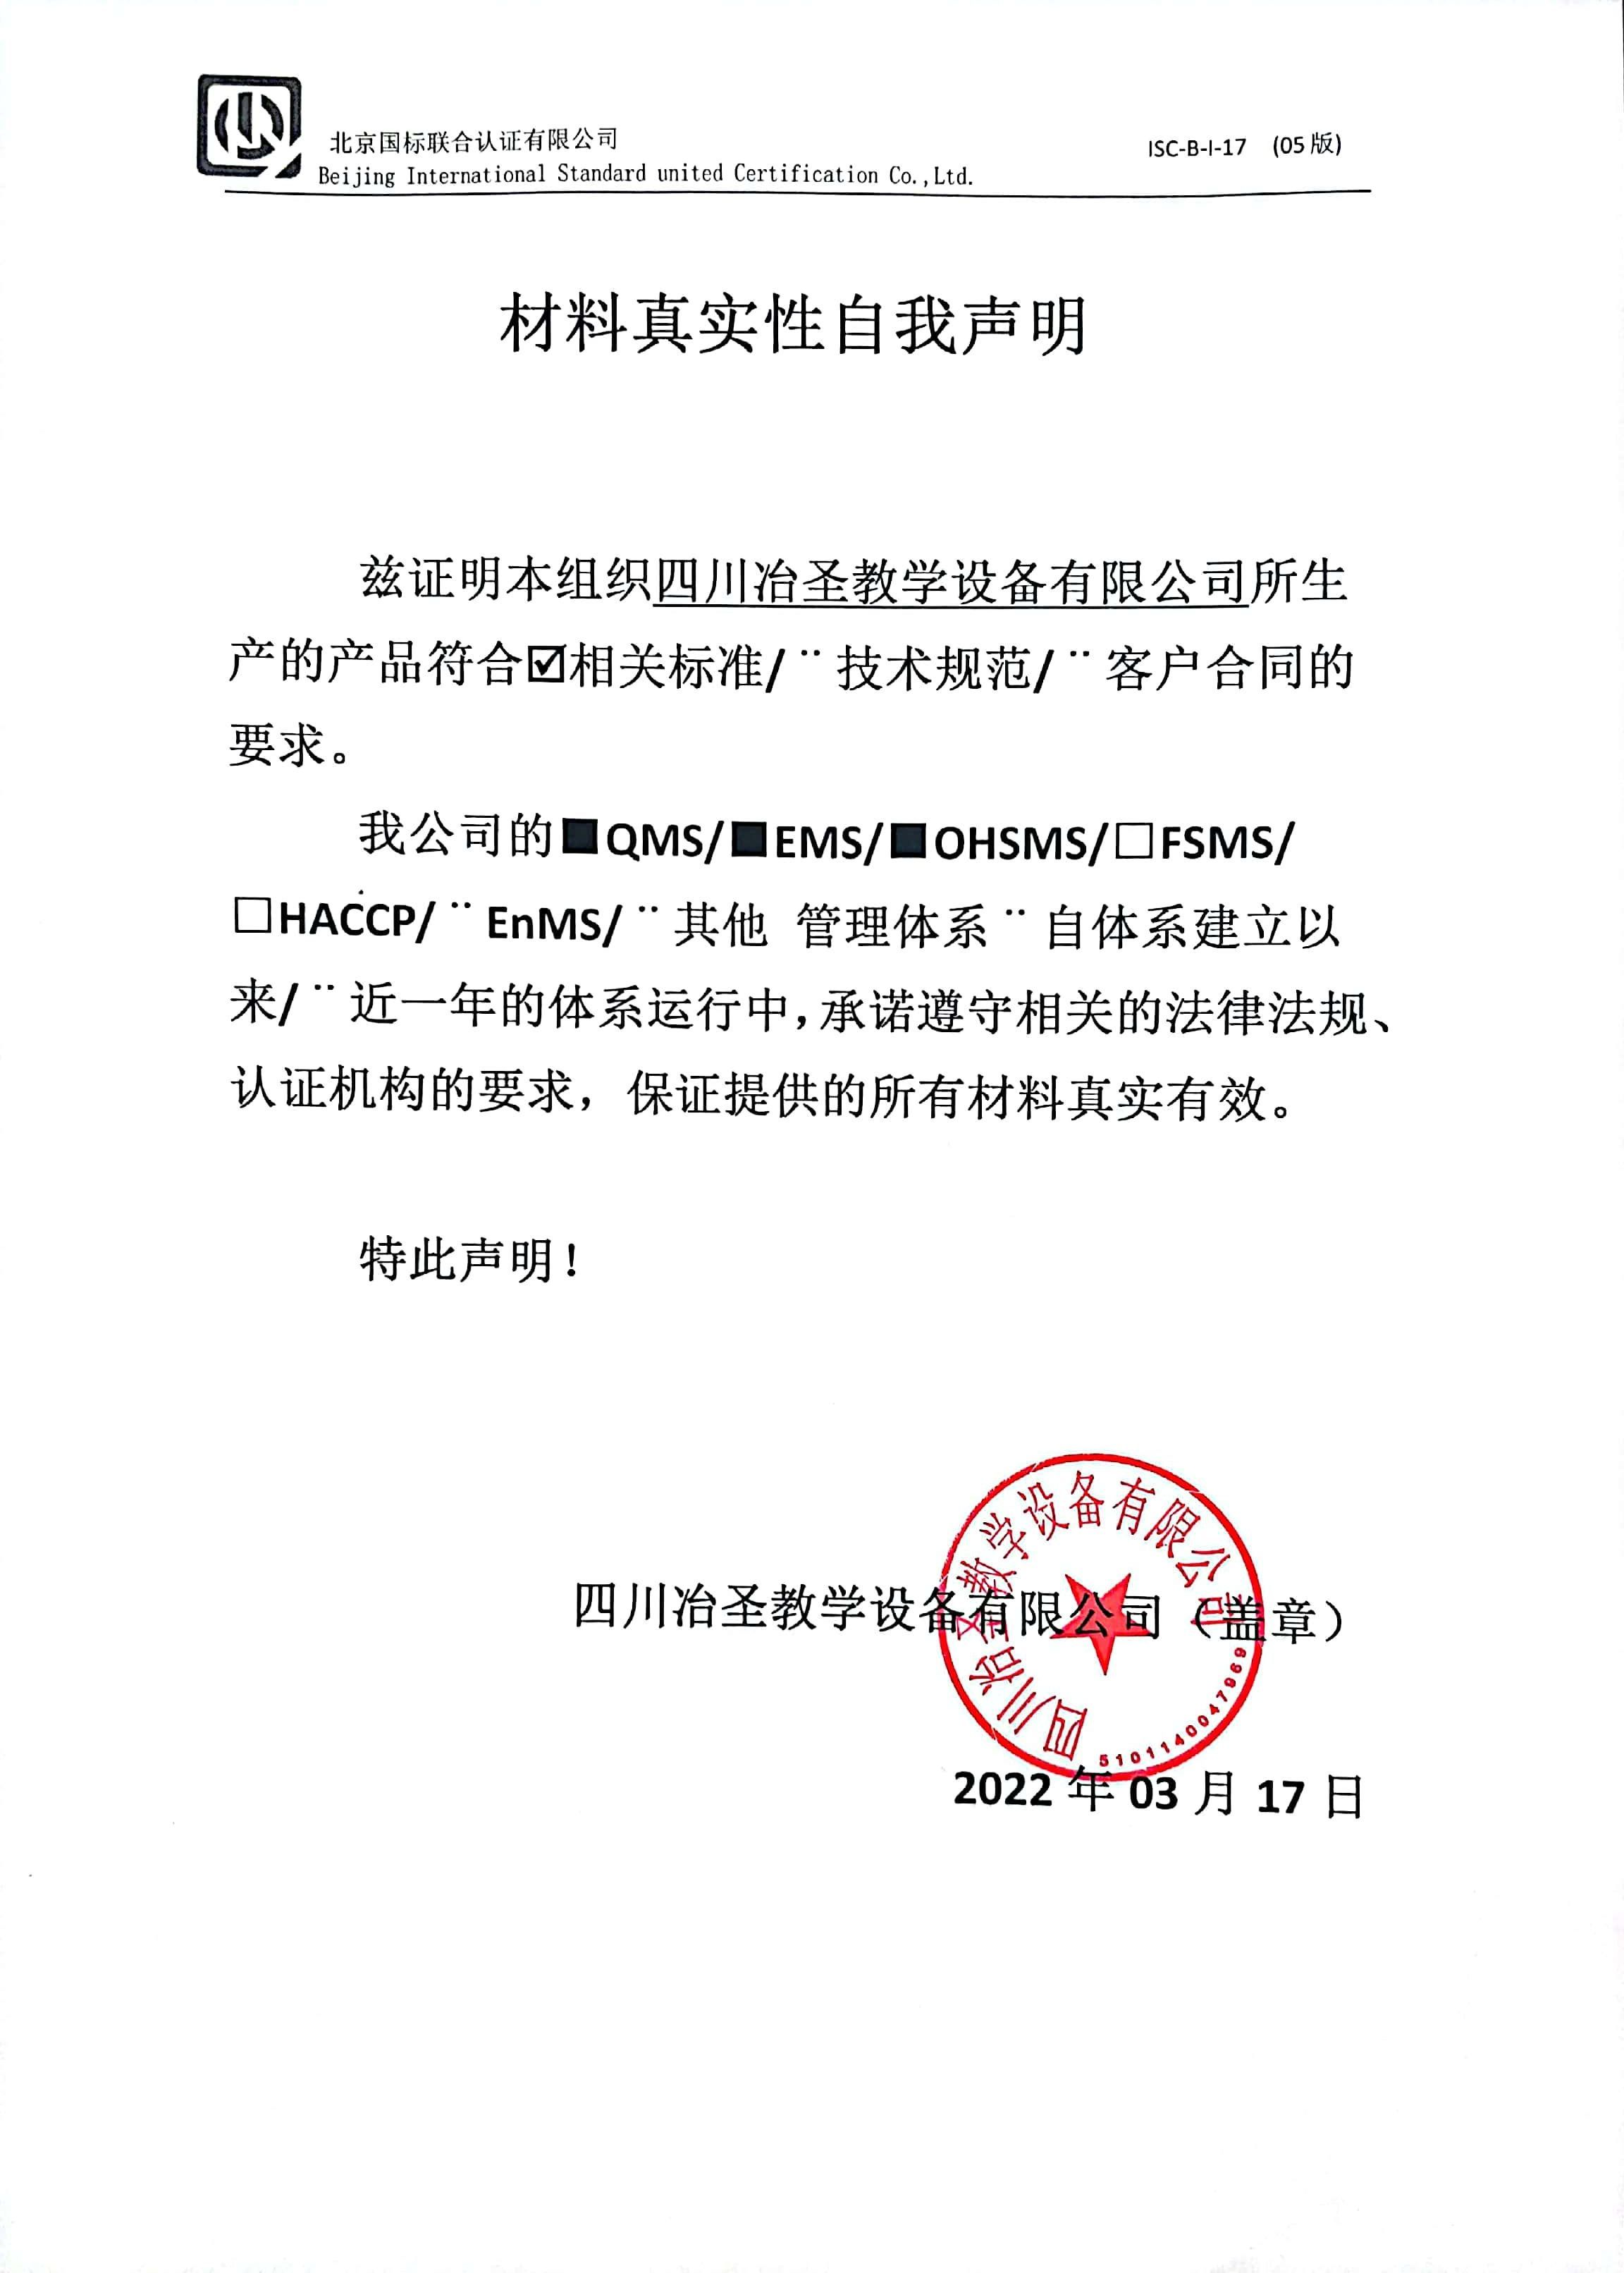 北京国标联合认证有限公司
ISC-B-I-17 (05版)
Beijing International Standard united Certification Co.,Ltd.
材料真实性自我声明
兹证明本组织四川冶圣教学设备有限公司所生
产的产品符合☑相关标准/¨技术规范/¨客户合同的
要求。
我公司的■QMS/■EMS/■OHSMS/□FSMS/
□HACCP/¨EnMS/¨其他 管理体系¨自体系建立以
来/¨近一年的体系运行中,承诺遵守相关的法律法规、
认证机构的要求，保证提供的所有材料真实有效。
特此声明！
四川冶圣教学设备有限公司（盖章）
四川冶圣教学设备有限公司
5101140047969
2022 年 03 月 17 日